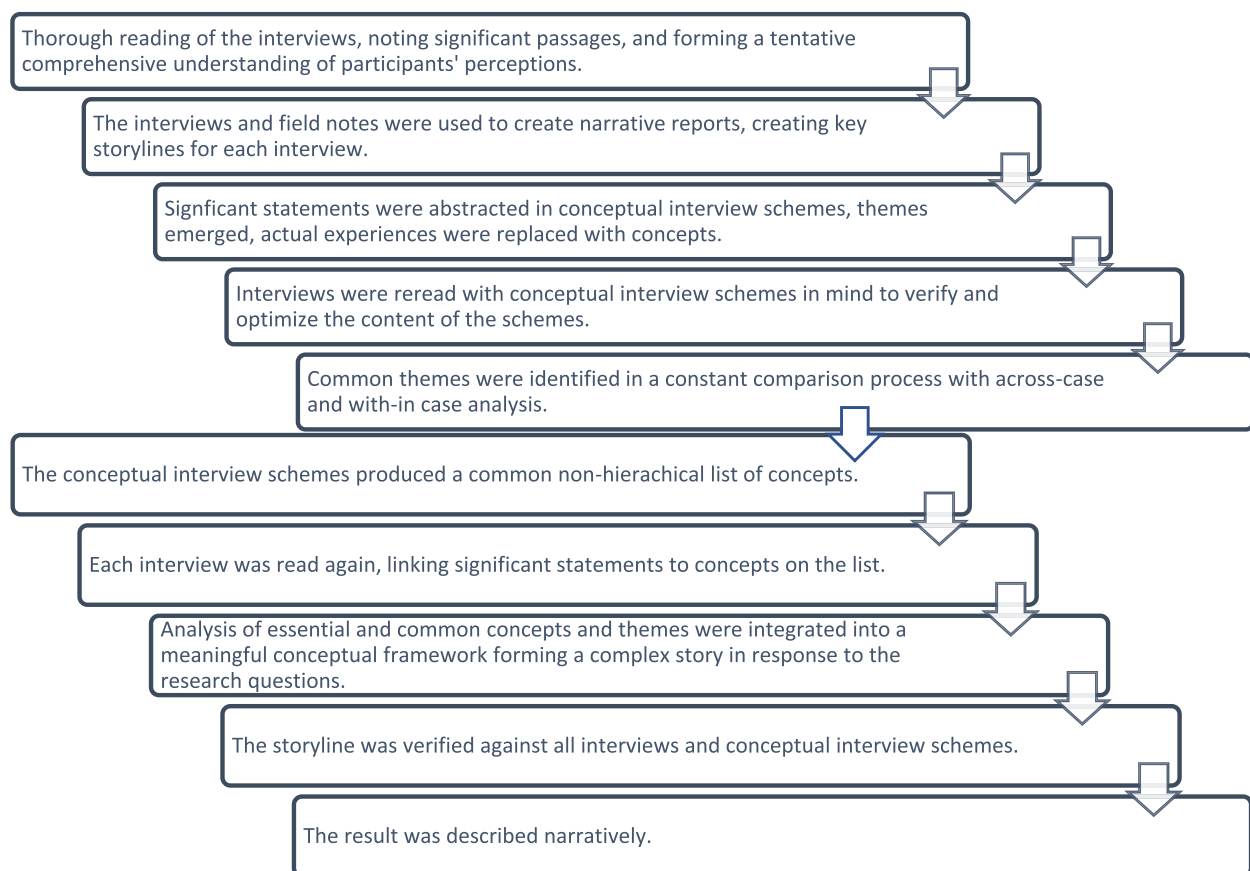 Thorough reading of the interviews, noting significant passages, and forming a tentative
comprehensive understanding of participants' perceptions.
The interviews and field notes were used to create narrative reports, creating key
storylines for each interview.
Signficant statements were abstracted in conceptual interview schemes, themes
emerged, actual experiences were replaced with concepts.
Interviews were reread with conceptual interview schemes in mind to verify and
optimize the content of the schemes.
Common themes were identified in a constant comparison process with across-case
and with-in case analysis.
The conceptual interview schemes produced a common non-hierachical list of concepts.
Each interview was read again, linking significant statements to concepts on the list.
Analysis of essential and common concepts and themes were integrated into a
meaningful conceptual framework forming a complex story in response to the
research questions.
The storyline was verified against all interviews and conceptual interview schemes.
The result was described narratively.